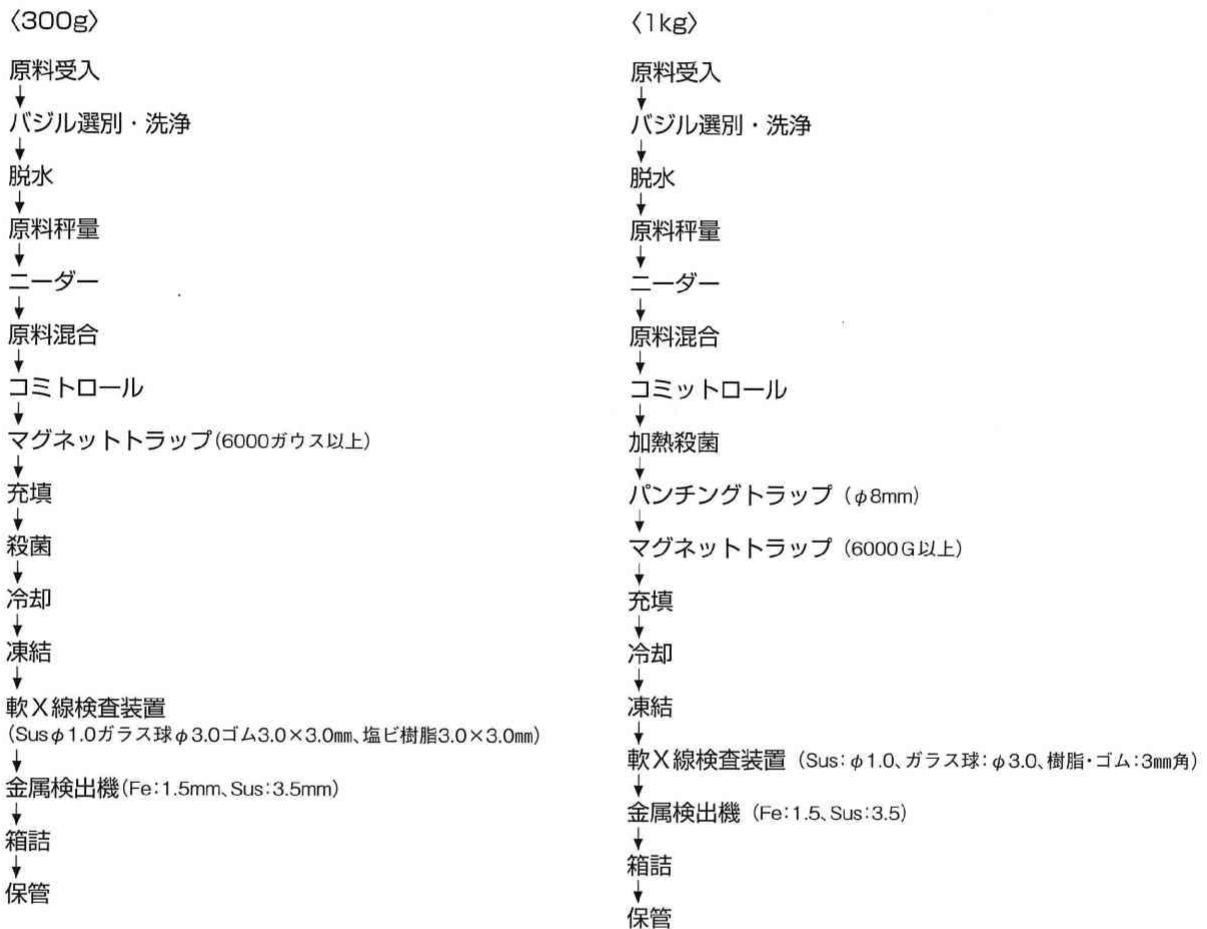 〈300g〉
原料受入
↓
バジル選別・洗浄
↓
脱水
↓
原料秤量
↓
ニーダー
↓
原料混合
↓
コミトロール
↓
マグネットトラップ(6000ガウス以上)
↓
充填
↓
殺菌
↓
冷却
↓
凍結
↓
軟X線検査装置
(Susφ1.0ガラス球φ3.0ゴム3.0×3.0㎜、塩ビ樹脂3.0×3.0㎜)
↓
金属検出機(Fe:1.5mm、Sus:3.5mm)
↓
箱詰
↓
保管
〈1kg〉
原料受入
↓
バジル選別・洗浄
↓
脱水
↓
原料秤量
↓
ニーダー
↓
原料混合
↓
コミットロール
↓
加熱殺菌
↓
パンチングトラップ(φ8mm)
↓
マグネットトラップ(6000G以上)
↓
充填
↓
冷却
↓
凍結
↓
軟X線検査装置(Sus:φ1.0、ガラス球:φ3.0、樹脂・ゴム:3㎜角)
↓
金属検出機(Fe:1.5、Sus:3.5)
↓
箱詰
↓
保管